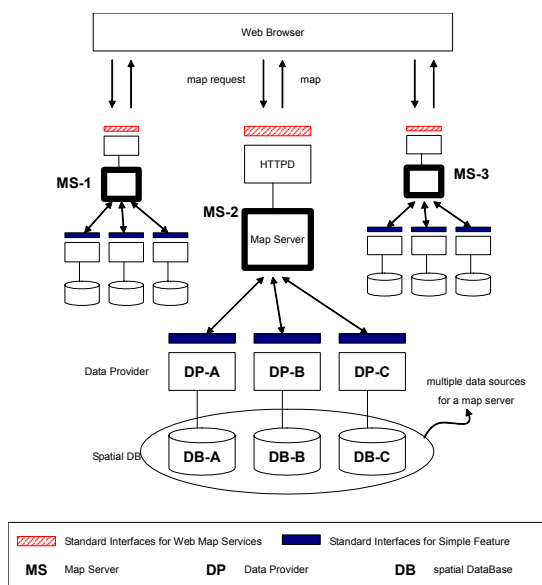 Web Browser
map request
map
HTTPD
MS-1
MS-3
MS-2
Map Server
Data Provider
DP-A
DP-B
DP-C
multiple data sources
for a map server
Spatial DB
DB-A
DB-B
DB-C
Standard Interfaces for Web Map Services
Standard Interfaces for Simple Feature
MS Map Server
DP Data Provider
DB spatial DataBase